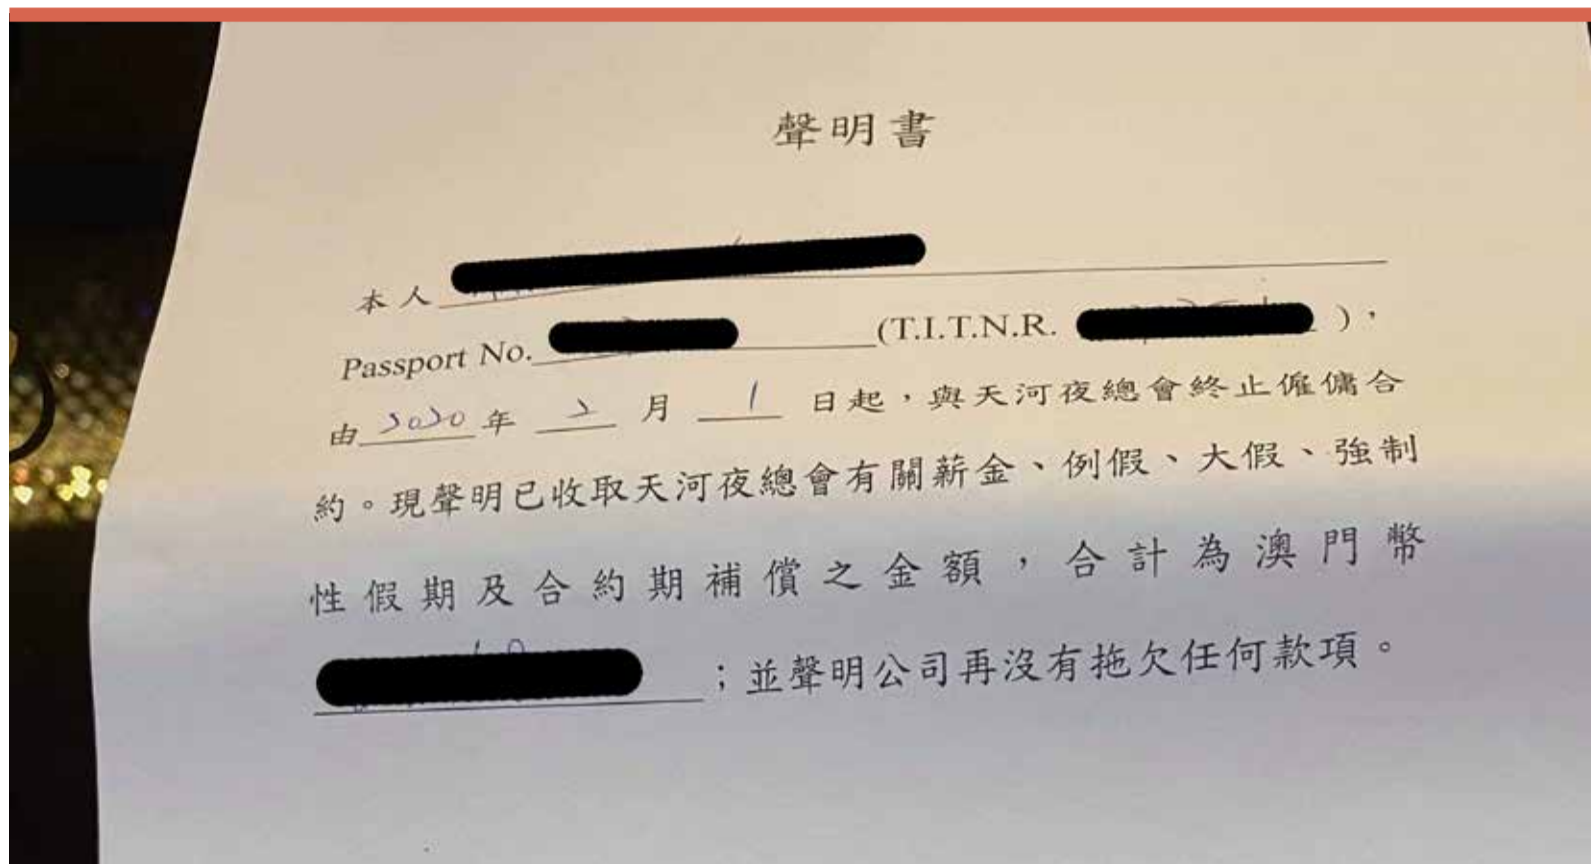 聲明書
本人
Passport No. (T.I.T.N.R. ),
由 2020 年 2 月 1 日起,與天河夜總會終止僱傭合
約。現聲明已收取天河夜總會有關薪金、例假、大假、強制
性假期及合約期補償之金額,合計為澳門幣
;並聲明公司再沒有拖欠任何款項。